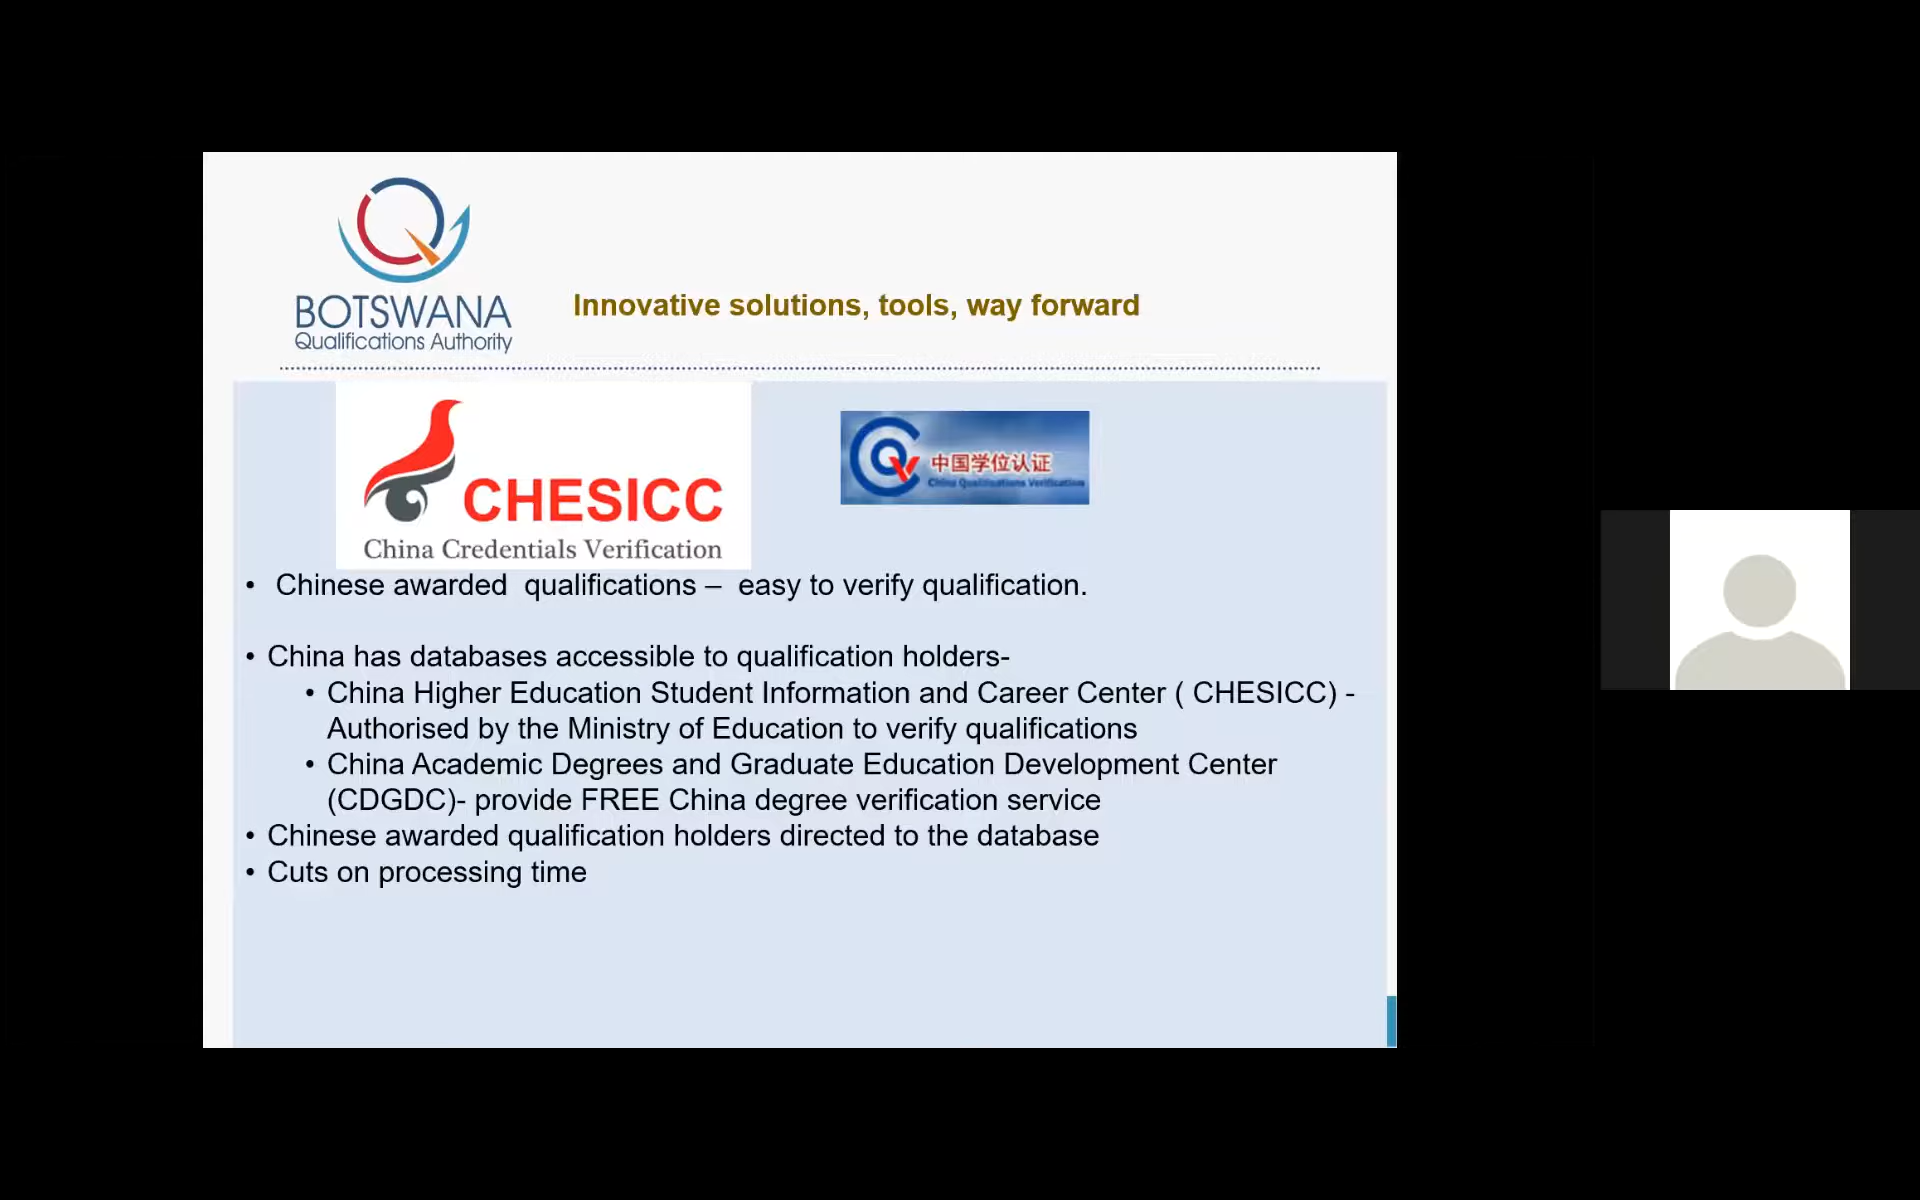 BOTSWANA
Qualifications Authority
Innovative solutions, tools, way forward
CHESICC
China Credentials Verification
中国学位认证
China Qualifications Verification
• Chinese awarded qualifications – easy to verify qualification.
• China has databases accessible to qualification holders-
• China Higher Education Student Information and Career Center ( CHESICC) -
Authorised by the Ministry of Education to verify qualifications
• China Academic Degrees and Graduate Education Development Center
(CDGDC)- provide FREE China degree verification service
• Chinese awarded qualification holders directed to the database
• Cuts on processing time